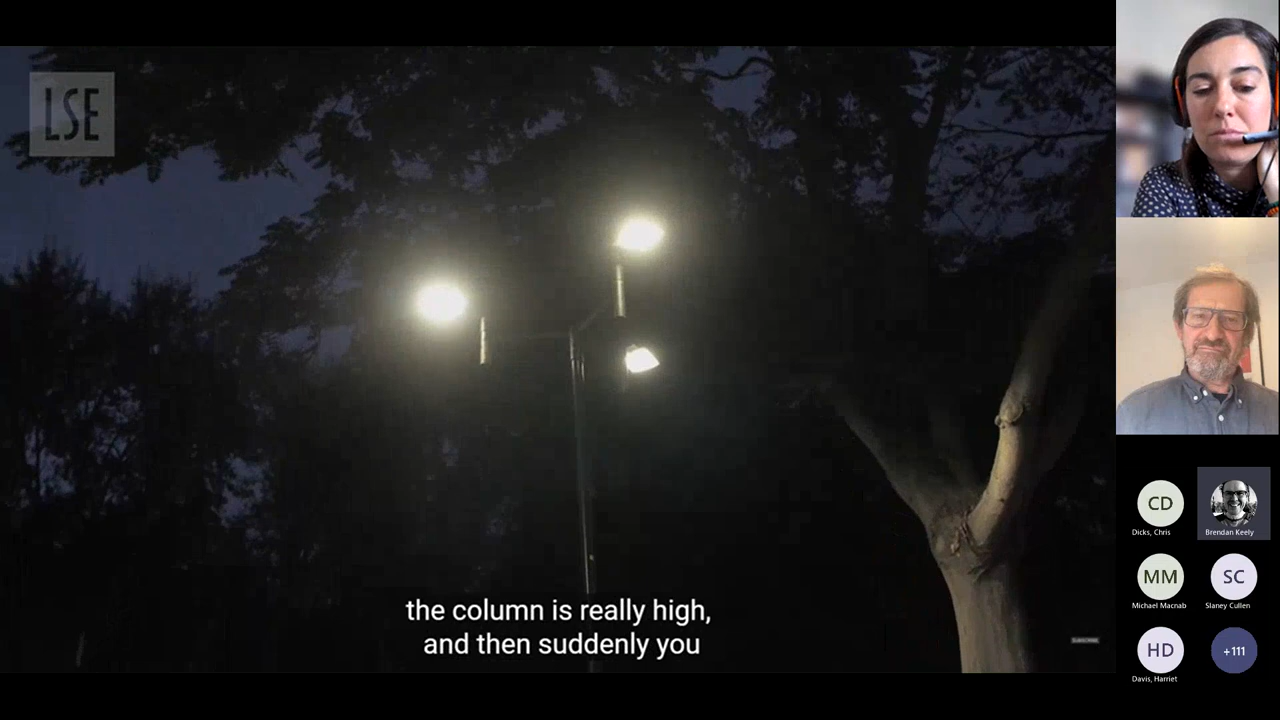 LSE
the column is really high,
and then suddenly you
SUBSCRIBE
CD
Dicks, Chris
Brendan Keely
MM
Michael Macnab
SC
Slaney Cullen
HD
Davis, Harriet
+111